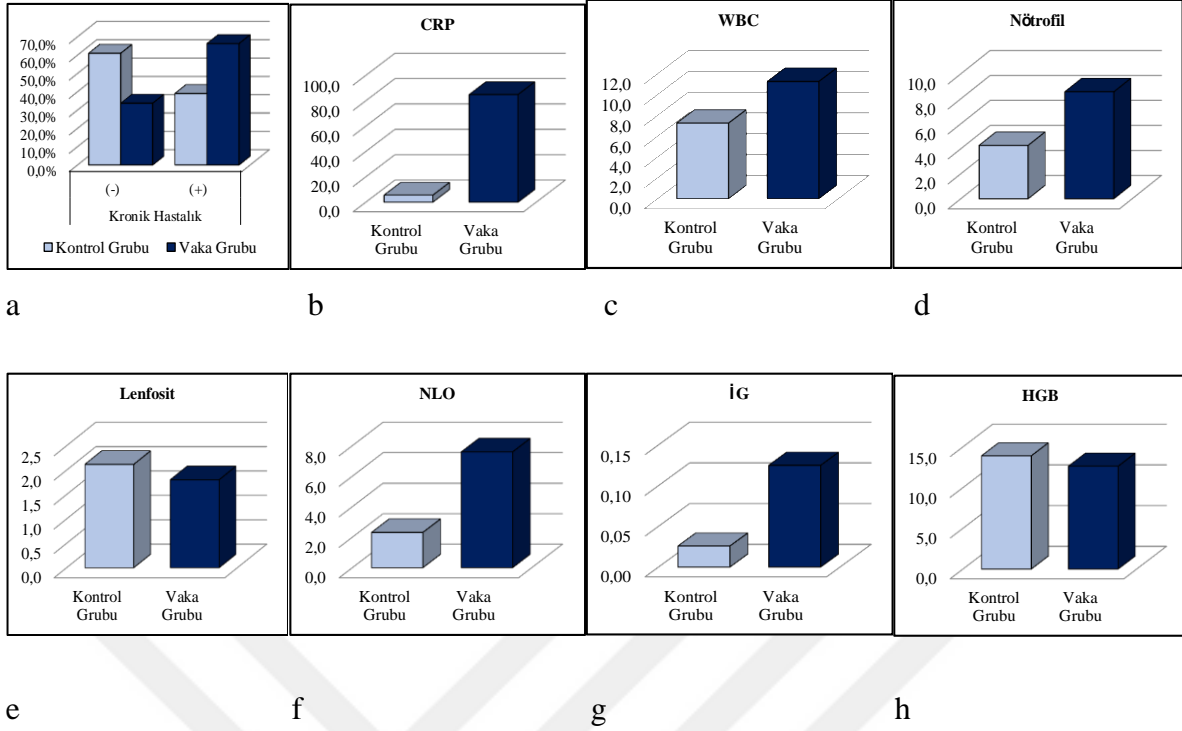 70,0%
60,0%
50,0%
40,0%
30,0%
20,0%
10,0%
0,0%
(-) (+)
Kronik Hastalık
Kontrol Grubu Vaka Grubu
CRP
100,0
80,0
60,0
40,0
20,0
0,0
Kontrol Vaka
Grubu Grubu
WBC
12,0
10,0
8,0
6,0
4,0
2,0
0,0
Kontrol Vaka
Grubu Grubu
Nötrofil
10,0
8,0
6,0
4,0
2,0
0,0
Kontrol Vaka
Grubu Grubu
a b c d
Lenfosit
2,5
2,0
1,5
1,0
0,5
0,0
Kontrol Vaka
Grubu Grubu
NLO
8,0
6,0
4,0
2,0
0,0
Kontrol Vaka
Grubu Grubu
İG
0,15
0,10
0,05
0,00
Kontrol Vaka
Grubu Grubu
HGB
15,0
10,0
5,0
0,0
Kontrol Vaka
Grubu Grubu
e f g h